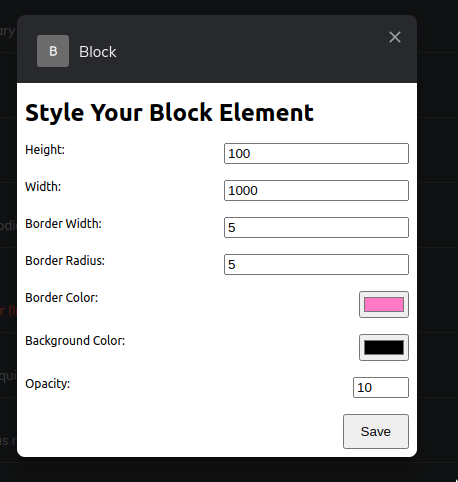 ary
B Block
Style Your Block Element
Height: 100
Width: 1000
Border Width: 5
Border Radius: 5
Border Color:
Background Color:
Opacity: 10
Save